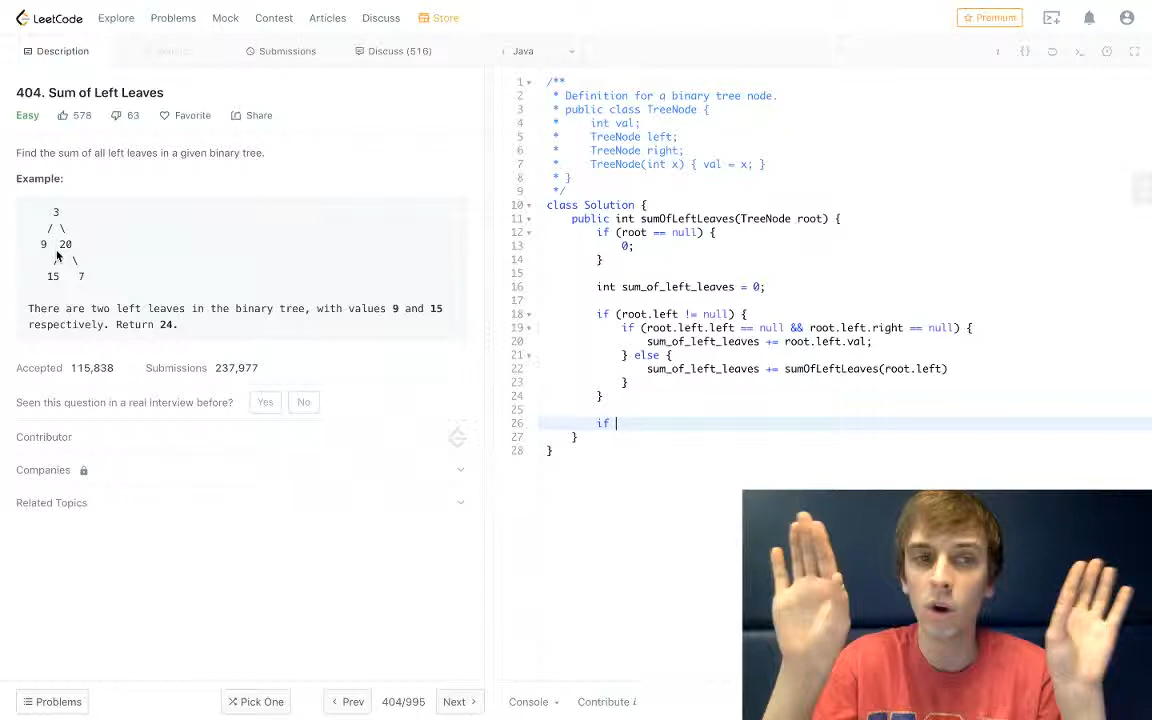 LeetCode Explore Problems Mock Contest Articles Discuss Store Premium
Description Submissions Discuss (516) Java
404. Sum of Left Leaves
Easy 578 63 Favorite Share
Find the sum of all left leaves in a given binary tree.
Example:
3
/ \
9 20
/ \
15 7
There are two left leaves in the binary tree, with values 9 and 15
respectively. Return 24.
Accepted 115,838 Submissions 237,977
Seen this question in a real interview before? Yes No
Contributor
Companies
Related Topics
Problems Pick One Prev 404/995 Next
1 /**
2 * Definition for a binary tree node.
3 * public class TreeNode {
4 * int val;
5 * TreeNode left;
6 * TreeNode right;
7 * TreeNode(int x) { val = x; }
8 * }
9 */
10 class Solution {
11 public int sumOfLeftLeaves(TreeNode root) {
12 if (root == null) {
13 0;
14 }
15
16 int sum_of_left_leaves = 0;
17
18 if (root.left != null) {
19 if (root.left.left == null && root.left.right == null) {
20 sum_of_left_leaves += root.left.val;
21 } else {
22 sum_of_left_leaves += sumOfLeftLeaves(root.left)
23 }
24 }
25
26 if
27 }
28 }
Console Contribute i